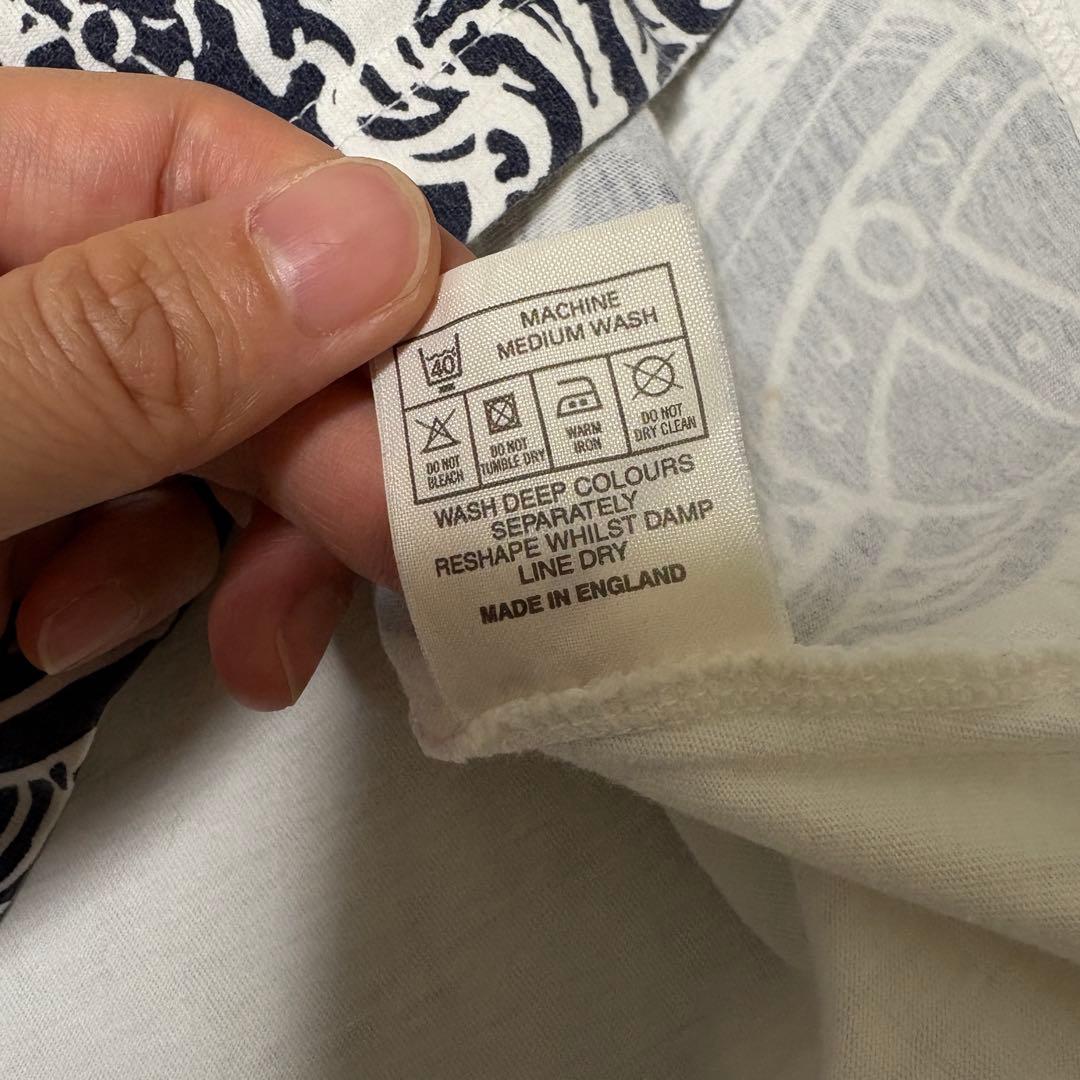 MACHINE
MEDIUM WASH
40
DO NOT
BLEACH
DO NOT
TUMBLE DRY
WARM
IRON
DO NOT
DRY CLEAN
WASH DEEP COLOURS
SEPARATELY
RESHAPE WHILST DAMP
LINE DRY
MADE IN ENGLAND